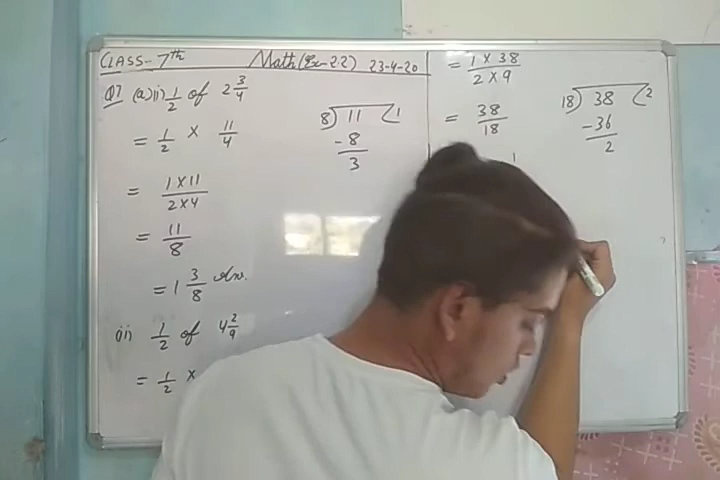 CLASS-7th Math (Ex-2.2) 23-4-20
Q7 (a)(i) 1/2 of 2 3/4
= 1/2 × 11/4
= 1×11/2×4
= 11/8
= 1 3/8 Ans.
(ii) 1/2 of 4 2/9
= 1/2 ×
8) 11 (1
-8
3
= 1×38/2×9
= 38/18
1
18) 38 (2
-36
2